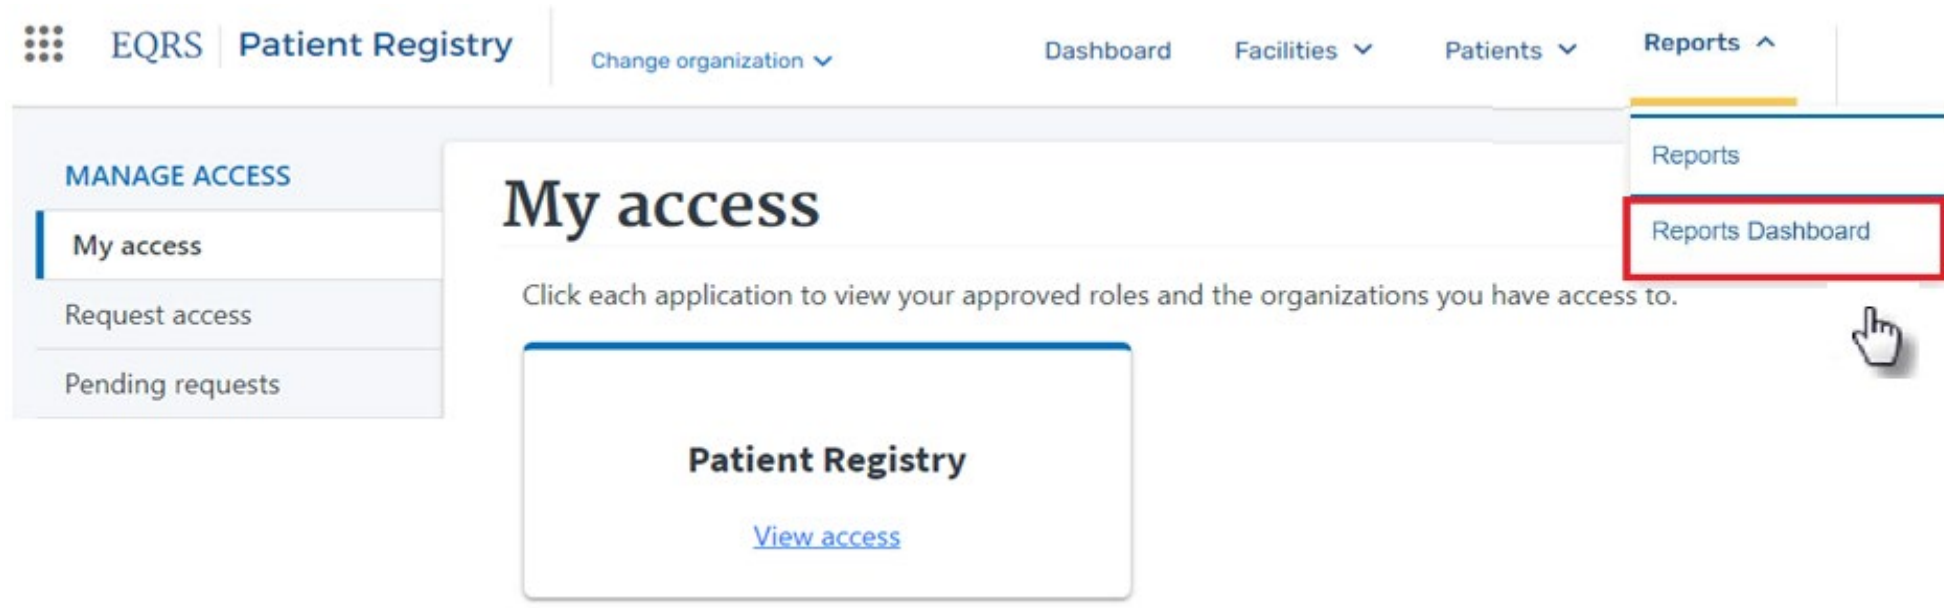 EQRS Patient Registry
Change organization
Dashboard
Facilities
Patients
Reports
Reports
Reports Dashboard
MANAGE ACCESS
My access
Request access
Pending requests
My access
Click each application to view your approved roles and the organizations you have access to.
Patient Registry
View access